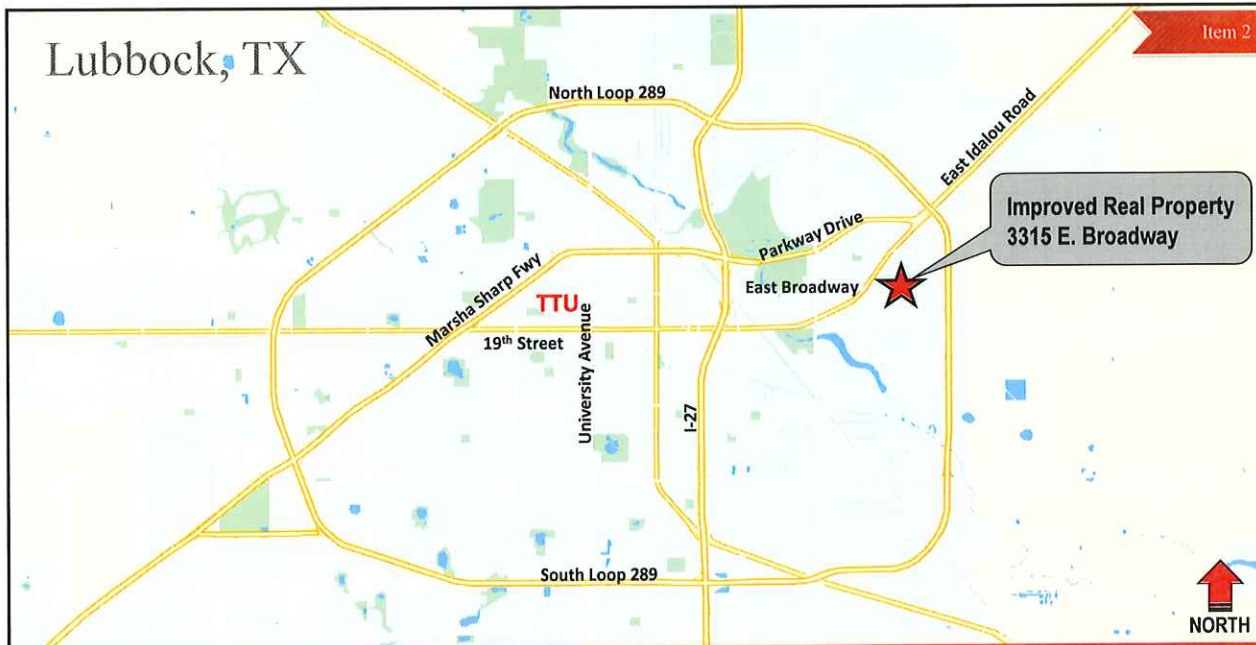 Lubbock, TX
Item 2
North Loop 289
East Idalou Road
Improved Real Property
3315 E. Broadway
Parkway Drive
East Broadway
Marsha Sharp Fwy
TTU
19th Street
University Avenue
I-27
South Loop 289
NORTH